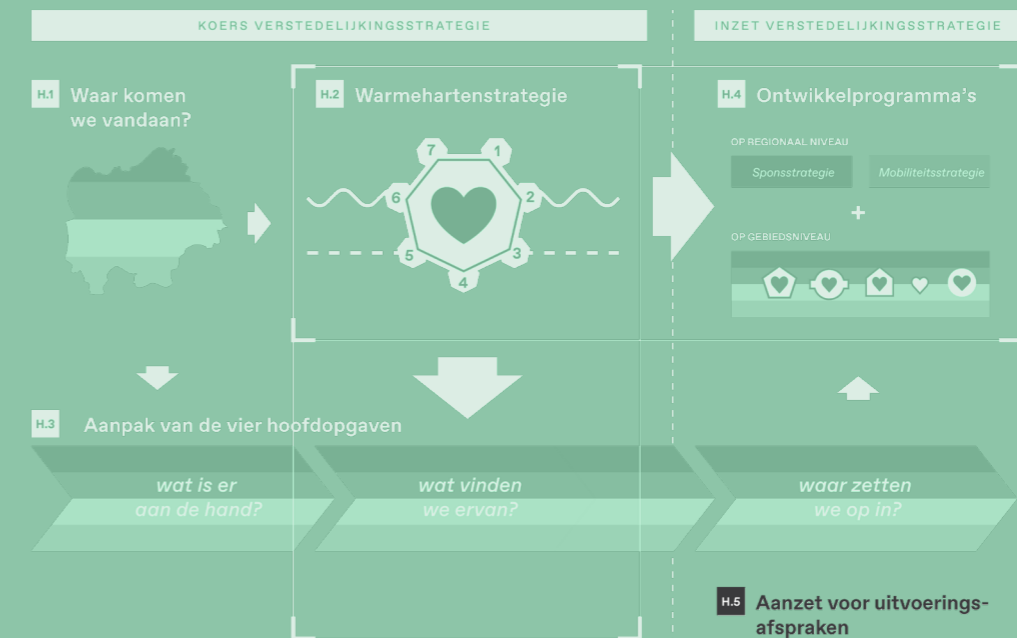 KOERS VERSTEDELIJKINGSSTRATEGIE
INZET VERSTEDELIJKINGSSTRATEGIE
H.1 Waar komen
we vandaan?
H.2 Warmehartenstrategie
7
1
6
2
5
3
4
H.4 Ontwikkelprogramma's
OP REGIONAAL NIVEAU
Sponsstrategie
Mobiliteitsstrategie
+
OP GEBIEDSNIVEAU
H.3 Aanpak van de vier hoofdopgaven
wat is er
aan de hand?
wat vinden
we ervan?
waar zetten
we op in?
H.5 Aanzet voor uitvoerings-
afspraken